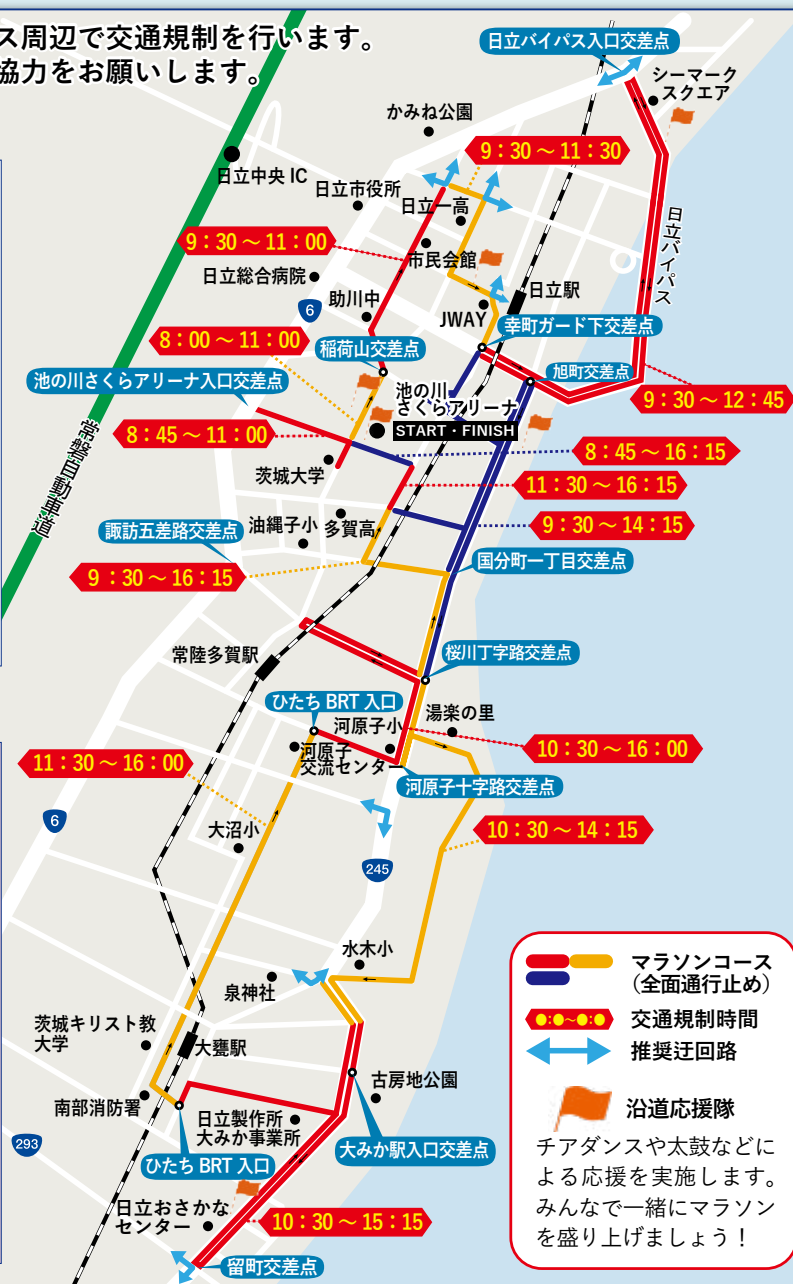 ス周辺で交通規制を行います。
協力をお願いします。
日立バイパス入口交差点
シーマーク
スクエア
かみね公園
9：30～11：30
日立中央 IC
日立市役所
日立一高
9：30～11：00
市民会館
日立バイパス
日立総合病院
日立駅
6
助川中
JWAY
幸町ガード下交差点
8：00～11：00
稲荷山交差点
旭町交差点
池の川さくらアリーナ入口交差点
池の川
さくらアリーナ
START・FINISH
9：30～12：45
常磐自動車道
8：45～11：00
8：45～16：15
茨城大学
11：30～16：15
油縄子小
多賀高
9：30～14：15
諏訪五差路交差点
国分町一丁目交差点
9：30～16：15
常陸多賀駅
桜川丁字路交差点
ひたち BRT 入口
河原子小
湯楽の里
河原子
交流センター
10：30～16：00
11：30～16：00
河原子十字路交差点
6
大沼小
10：30～14：15
245
水木小
泉神社
茨城キリスト教
大学
大甕駅
古房地公園
南部消防署
日立製作所
大みか事業所
大みか駅入口交差点
293
ひたち BRT 入口
日立おさかな
センター
10：30～15：15
留町交差点
マラソンコース
（全面通行止め）
交通規制時間
推奨迂回路
沿道応援隊
チアダンスや太鼓などに
よる応援を実施します。
みんなで一緒にマラソン
を盛り上げましょう！